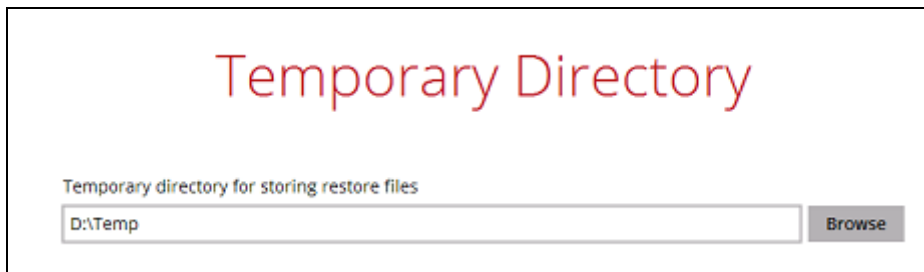 Temporary Directory
Temporary directory for storing restore files
D:\Temp
Browse